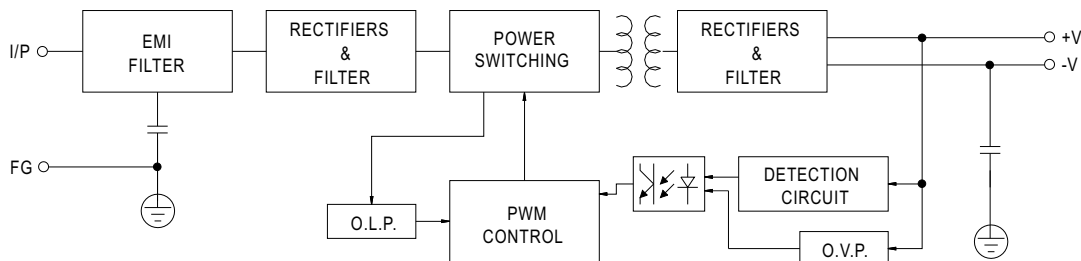 I/P
EMI
FILTER
RECTIFIERS
&
FILTER
POWER
SWITCHING
RECTIFIERS
&
FILTER
+V
-V
FG
O.L.P.
PWM
CONTROL
DETECTION
CIRCUIT
O.V.P.